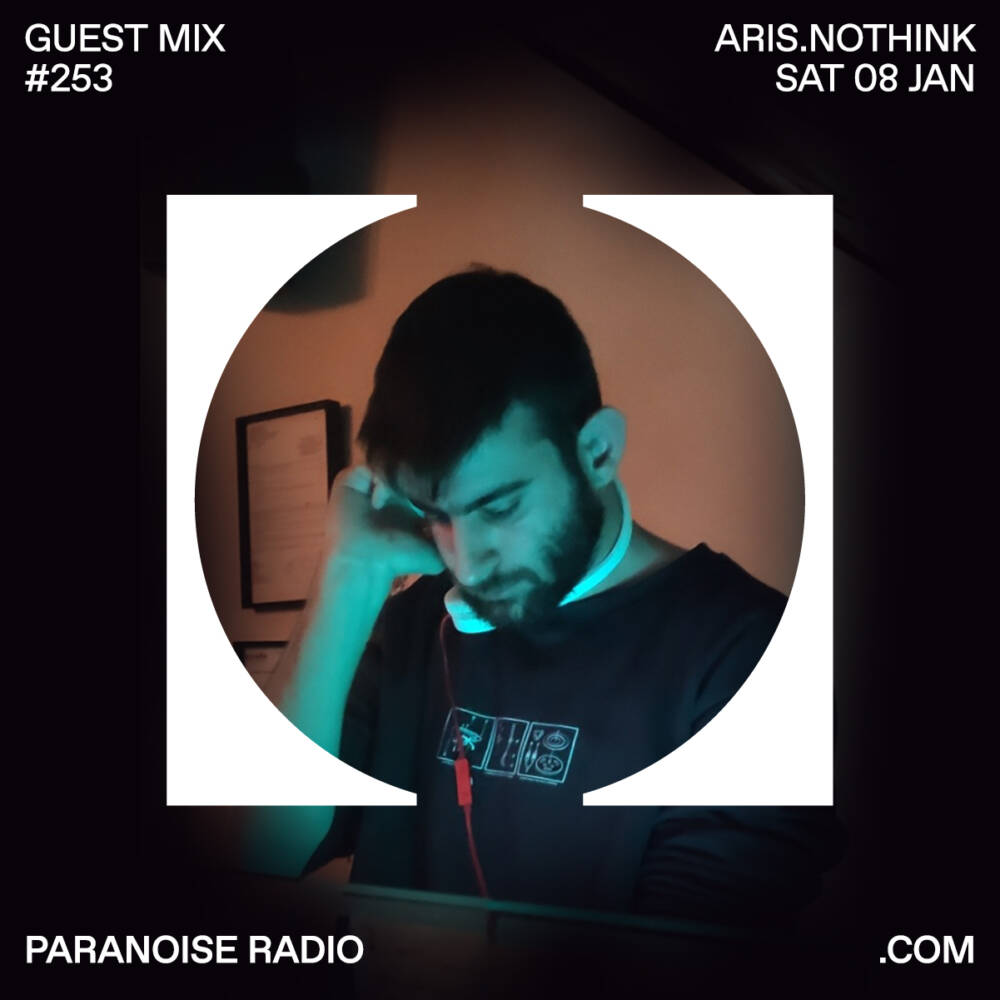 GUEST MIX
#253
ARIS.NOTHINK
SAT 08 JAN
PARANOISE RADIO
.COM